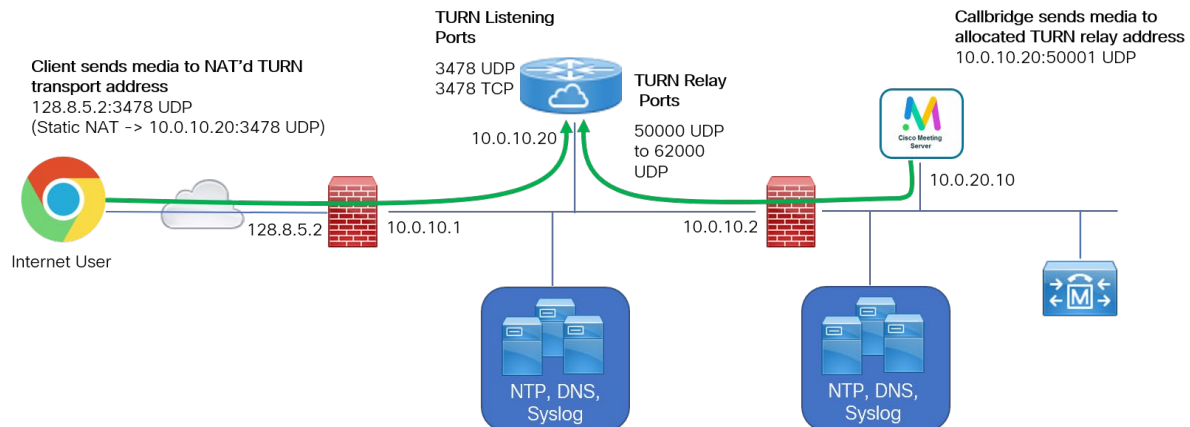 TURN Listening
Ports
3478 UDP
3478 TCP
Callbridge sends media to
allocated TURN relay address
10.0.10.20:50001 UDP
Client sends media to NAT'd TURN
transport address
128.8.5.2:3478 UDP
(Static NAT -> 10.0.10.20:3478 UDP)
TURN Relay
Ports
50000 UDP
to 62000
UDP
10.0.10.20
Cisco Meeting
Server
10.0.20.10
128.8.5.2
10.0.10.1
10.0.10.2
Internet User
M
NTP, DNS,
Syslog
NTP, DNS,
Syslog